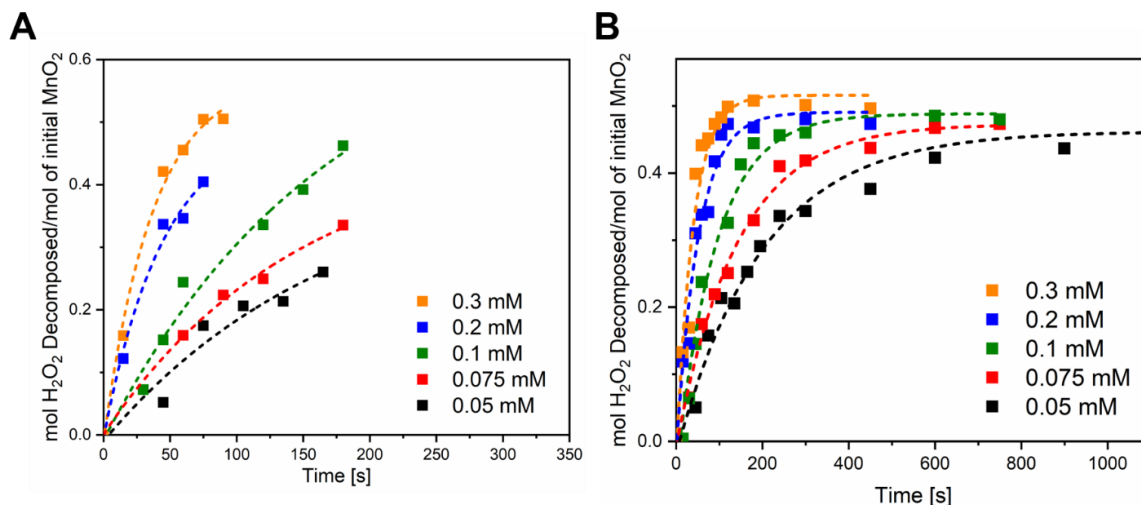 A
mol H₂O₂ Decomposed/mol of initial MnO₂
0.6
0.4
0.2
0.0
0.3 mM
0.2 mM
0.1 mM
0.075 mM
0.05 mM
0 50 100 150 200 250 300 350
Time [s]
B
mol H₂O₂ Decomposed/mol of initial MnO₂
0.4
0.2
0.0
0.3 mM
0.2 mM
0.1 mM
0.075 mM
0.05 mM
0 200 400 600 800 1000
Time [s]